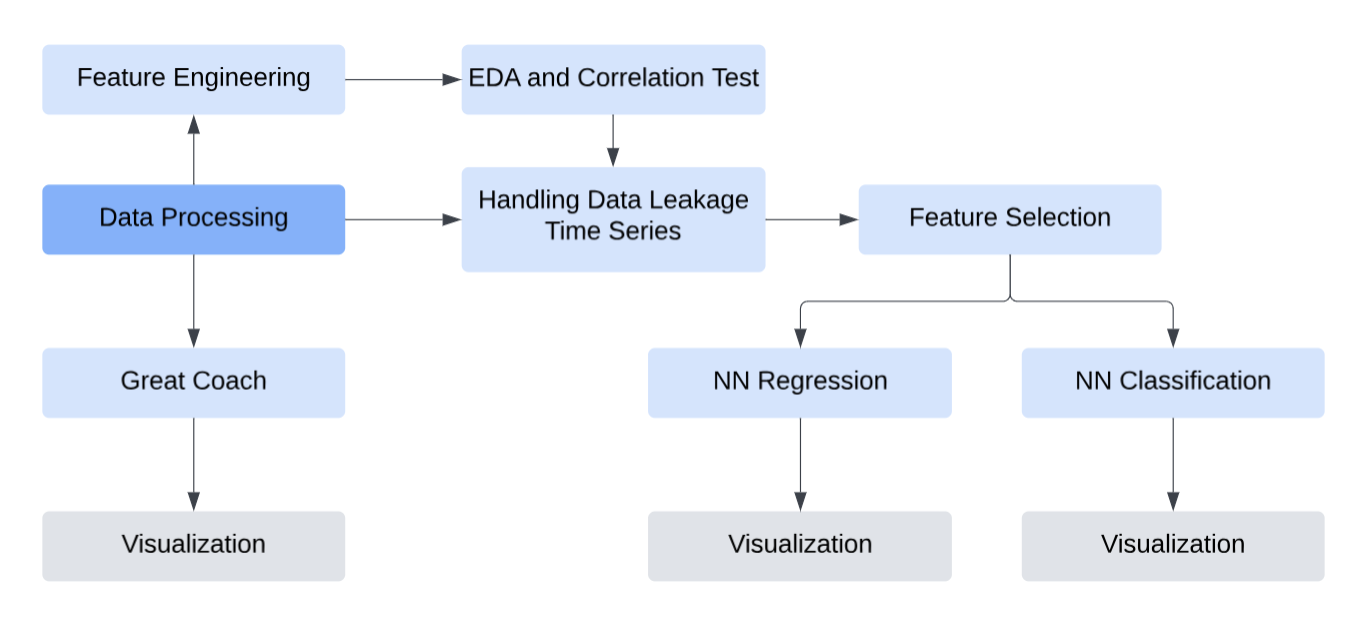 Feature Engineering
EDA and Correlation Test
Data Processing
Handling Data Leakage
Time Series
Feature Selection
Great Coach
NN Regression
NN Classification
Visualization
Visualization
Visualization